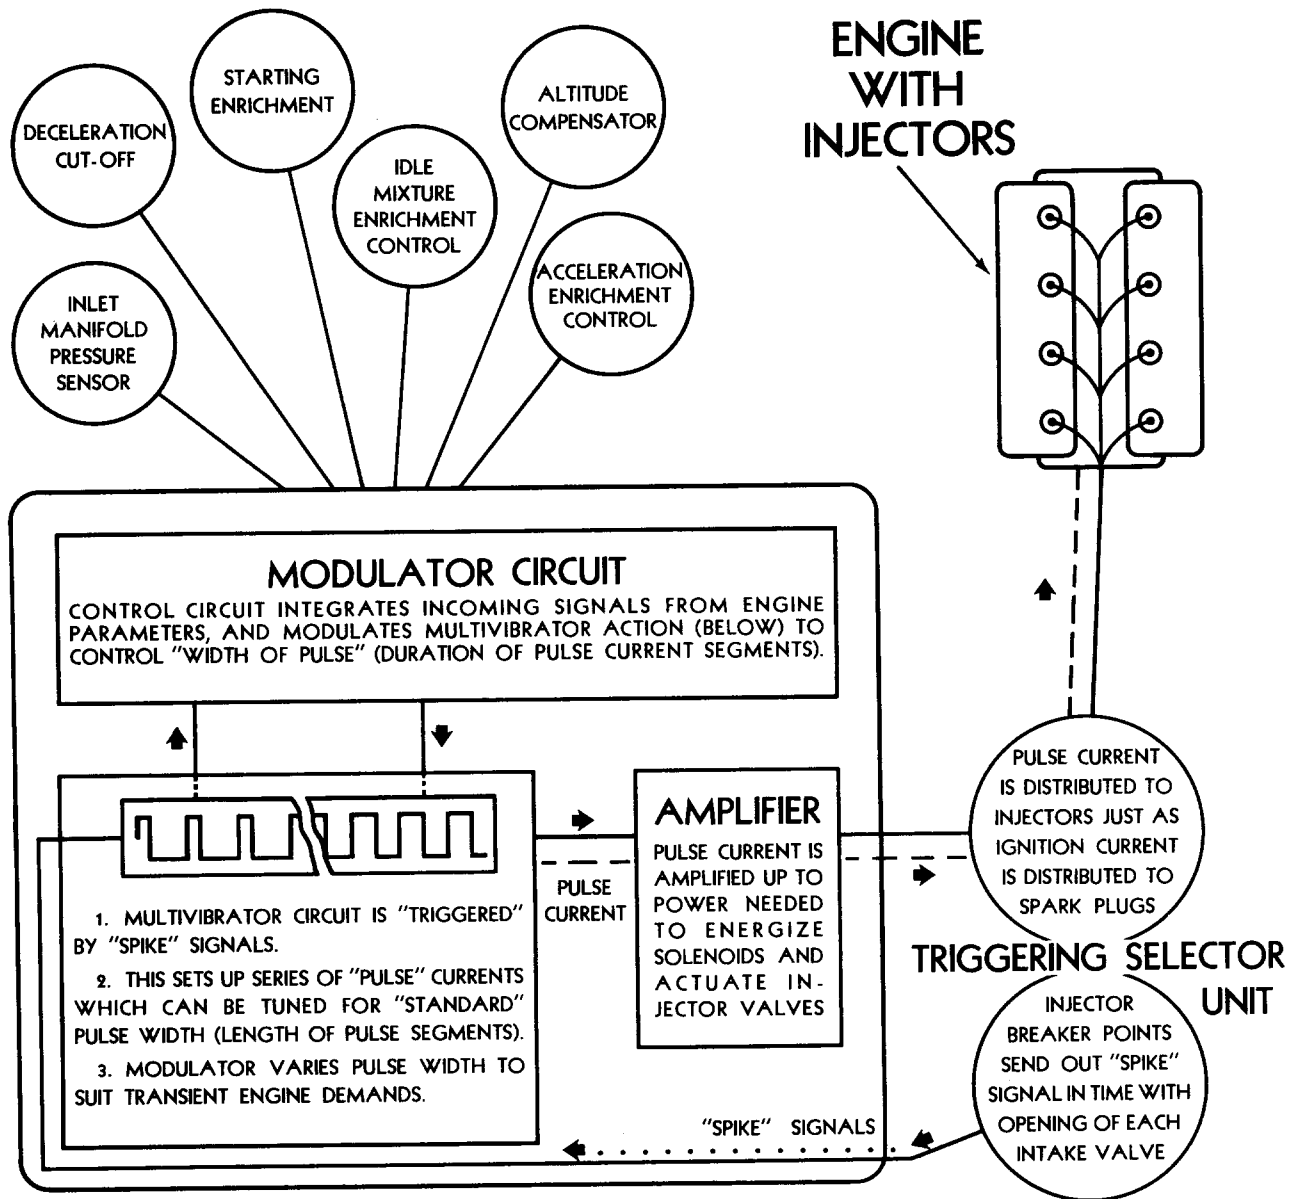 DECELERATION
CUT-OFF
STARTING
ENRICHMENT
IDLE
MIXTURE
ENRICHMENT
CONTROL
ALTITUDE
COMPENSATOR
ACCELERATION
ENRICHMENT
CONTROL
INLET
MANIFOLD
PRESSURE
SENSOR
ENGINE
WITH
INJECTORS
MODULATOR CIRCUIT
CONTROL CIRCUIT INTEGRATES INCOMING SIGNALS FROM ENGINE
PARAMETERS, AND MODULATES MULTIVIBRATOR ACTION (BELOW) TO
CONTROL "WIDTH OF PULSE" (DURATION OF PULSE CURRENT SEGMENTS).
1. MULTIVIBRATOR CIRCUIT IS "TRIGGERED"
BY "SPIKE" SIGNALS.
2. THIS SETS UP SERIES OF "PULSE" CURRENTS
WHICH CAN BE TUNED FOR "STANDARD"
PULSE WIDTH (LENGTH OF PULSE SEGMENTS).
3. MODULATOR VARIES PULSE WIDTH TO
SUIT TRANSIENT ENGINE DEMANDS.
PULSE
CURRENT
AMPLIFIER
PULSE CURRENT IS
AMPLIFIED UP TO
POWER NEEDED
TO ENERGIZE
SOLENOIDS AND
ACTUATE IN-
JECTOR VALVES
PULSE CURRENT
IS DISTRIBUTED TO
INJECTORS JUST AS
IGNITION CURRENT
IS DISTRIBUTED TO
SPARK PLUGS
TRIGGERING SELECTOR
UNIT
INJECTOR
BREAKER POINTS
SEND OUT "SPIKE"
SIGNAL IN TIME WITH
OPENING OF EACH
INTAKE VALVE
"SPIKE" SIGNALS